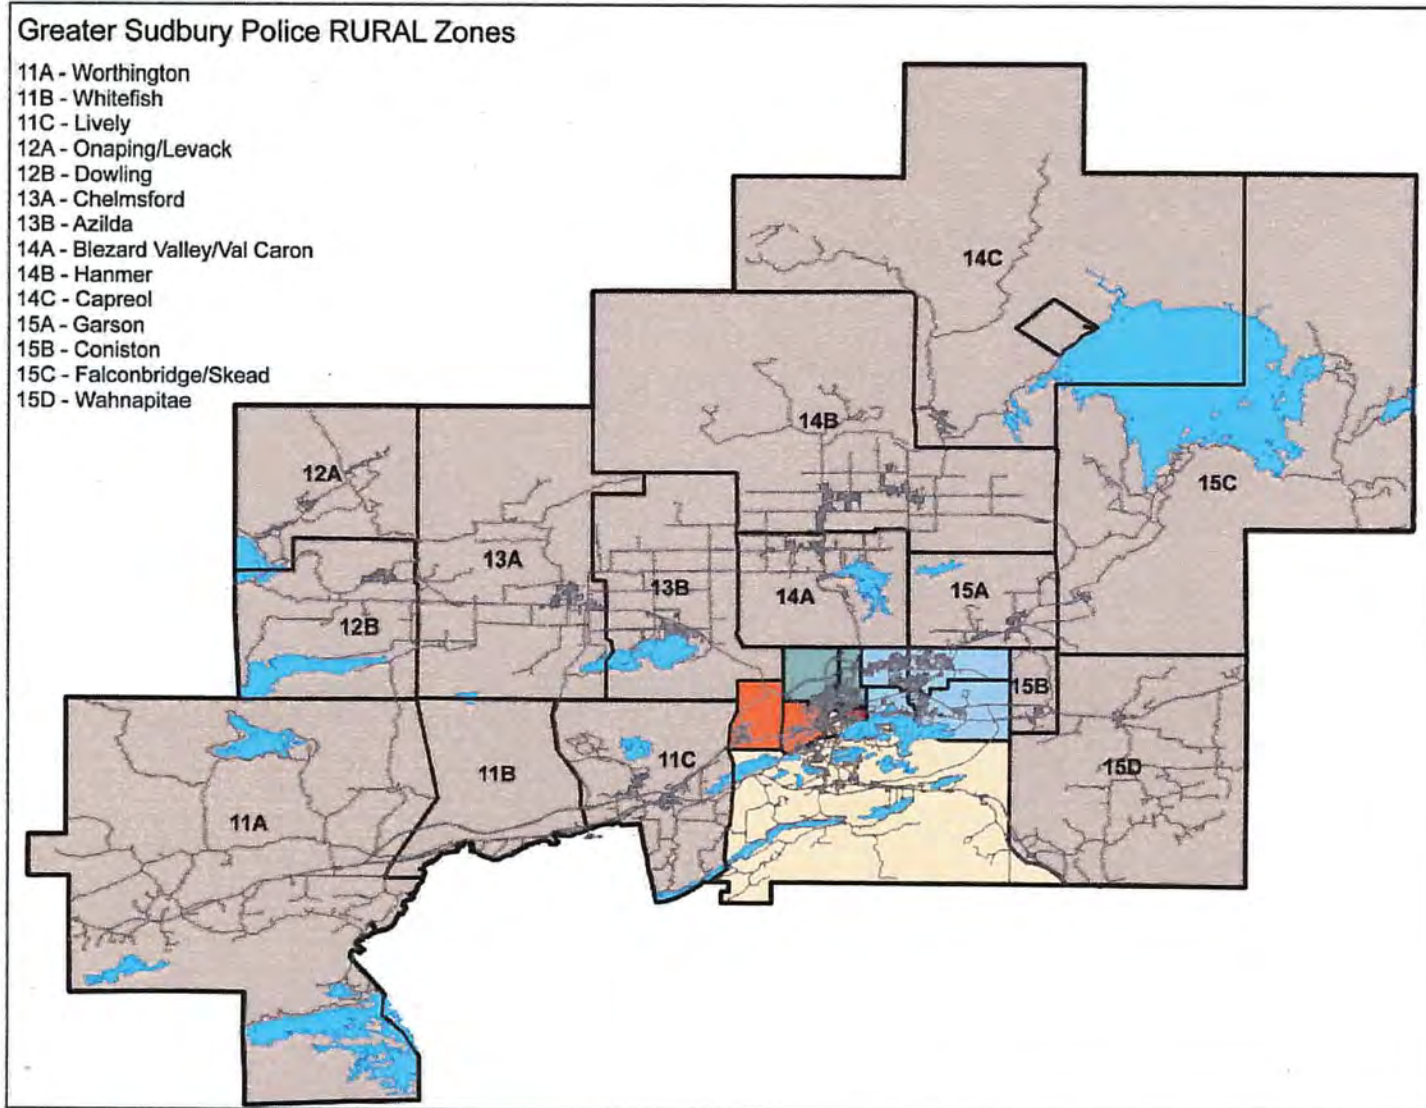 Greater Sudbury Police RURAL Zones
11A - Worthington
11B - Whitefish
11C - Lively
12A - Onaping/Levack
12B - Dowling
13A - Chelmsford
13B - Azilda
14A - Blezard Valley/Val Caron
14B - Hanmer
14C - Capreol
15A - Garson
15B - Coniston
15C - Falconbridge/Skead
15D - Wahnapitae
14C
14B
12A
15C
13A
13B
14A
15A
12B
15B
11C
15D
11B
11A